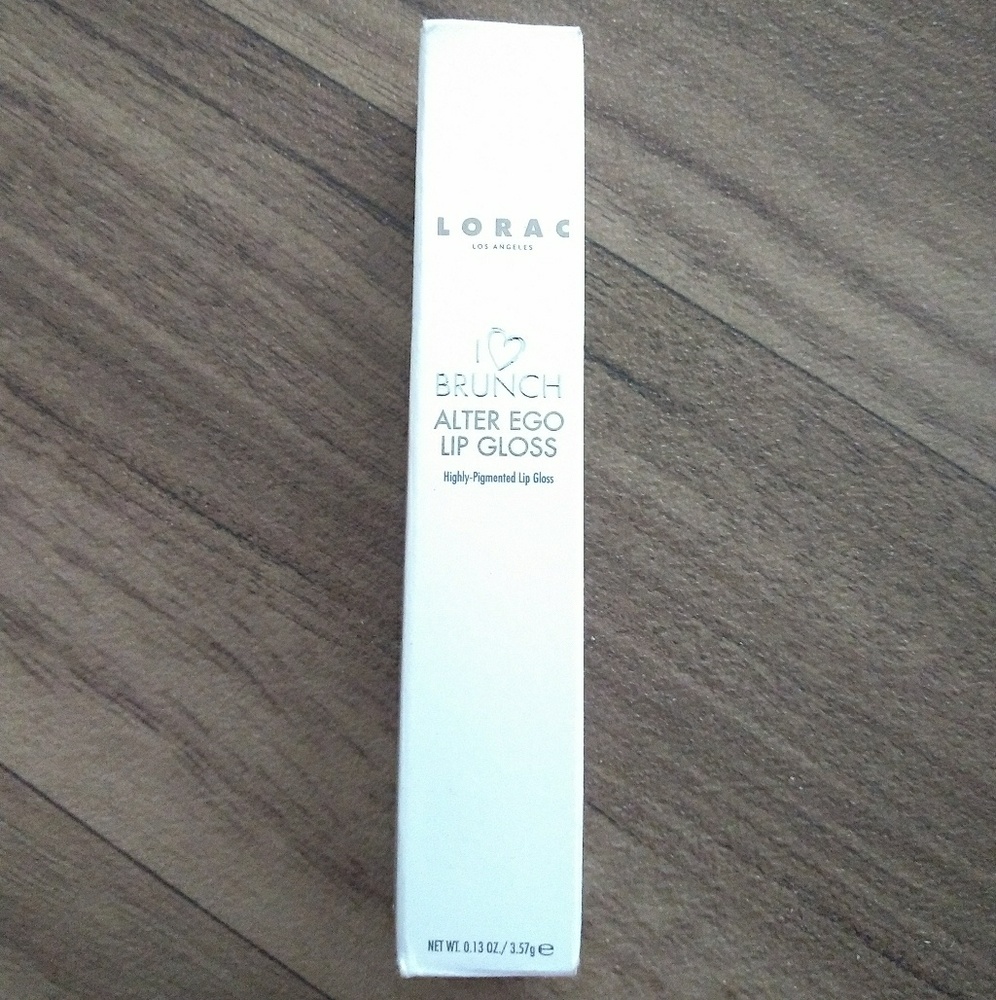 LORAC
LOS ANGELES
I ♡
BRUNCH
ALTER EGO
LIP GLOSS
Highly-Pigmented Lip Gloss
NET WT. 0.13 OZ./ 3.57g ℮